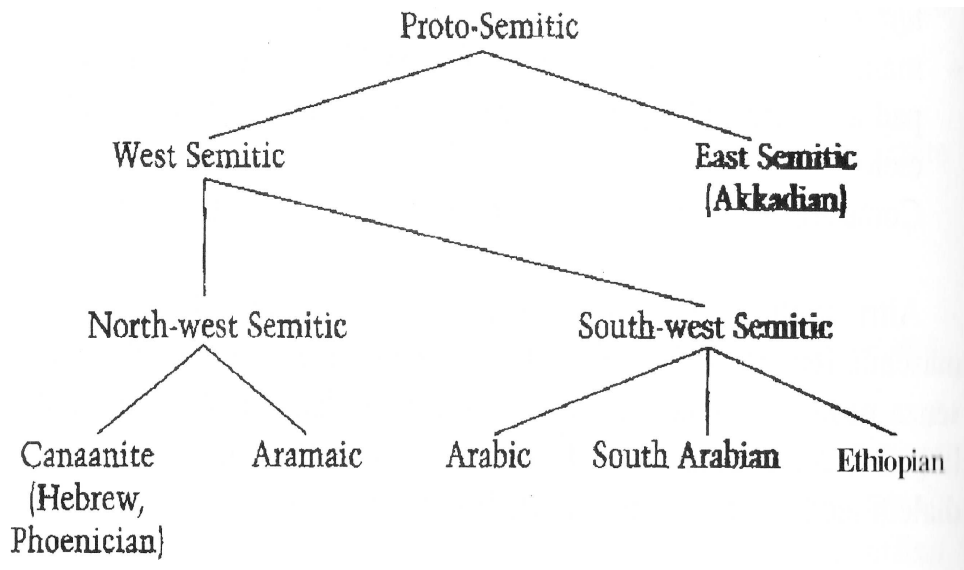 Proto-Semitic
West Semitic
East Semitic
(Akkadian)
North-west Semitic
South-west Semitic
Canaanite
(Hebrew,
Phoenician)
Aramaic
Arabic
South Arabian
Ethiopian